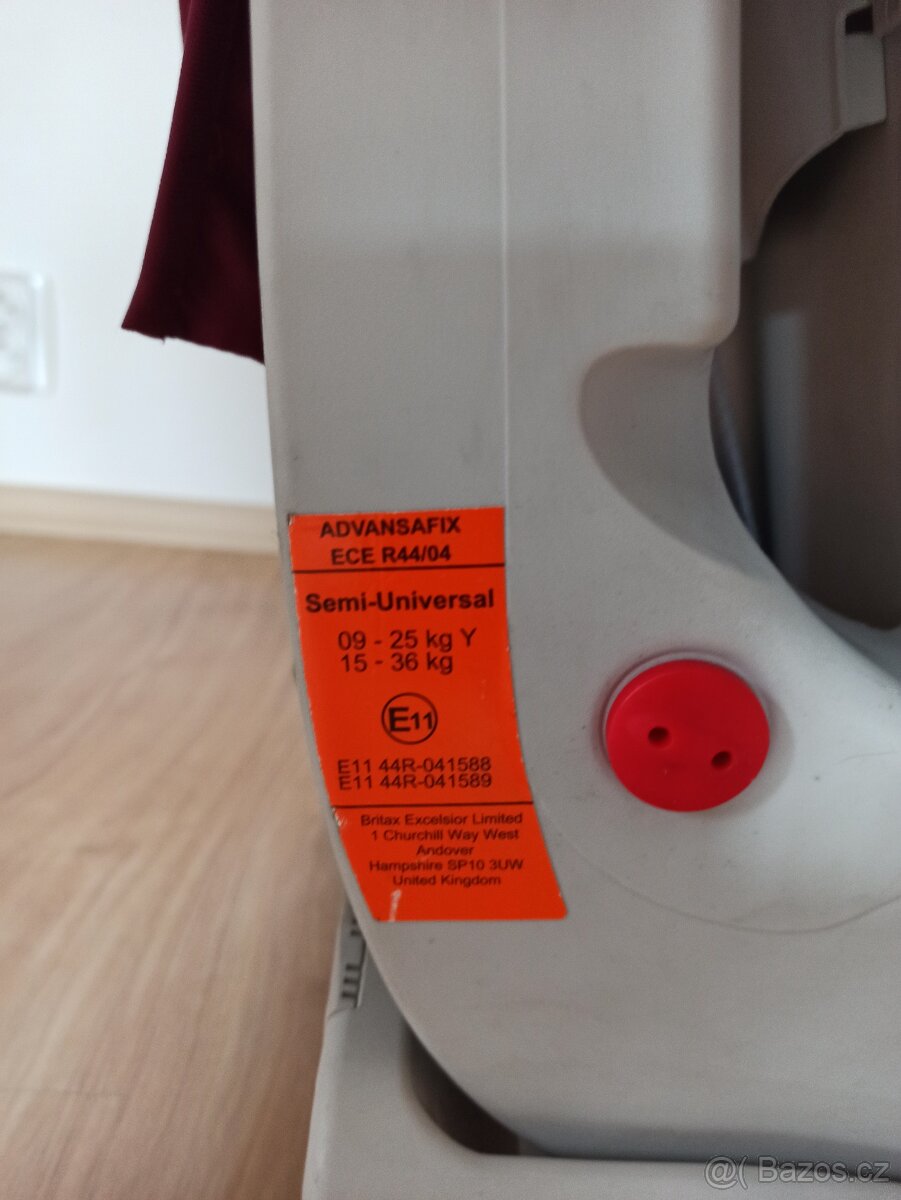 ADVANSAFIX
ECE R44/04
Semi-Universal
09 - 25 kg Y
15 - 36 kg
E11
E11 44R-041588
E11 44R-041589
Britax Excelsior Limited
1 Churchill Way West
Andover
Hampshire SP10 3UW
United Kingdom
@( Bazos.cz